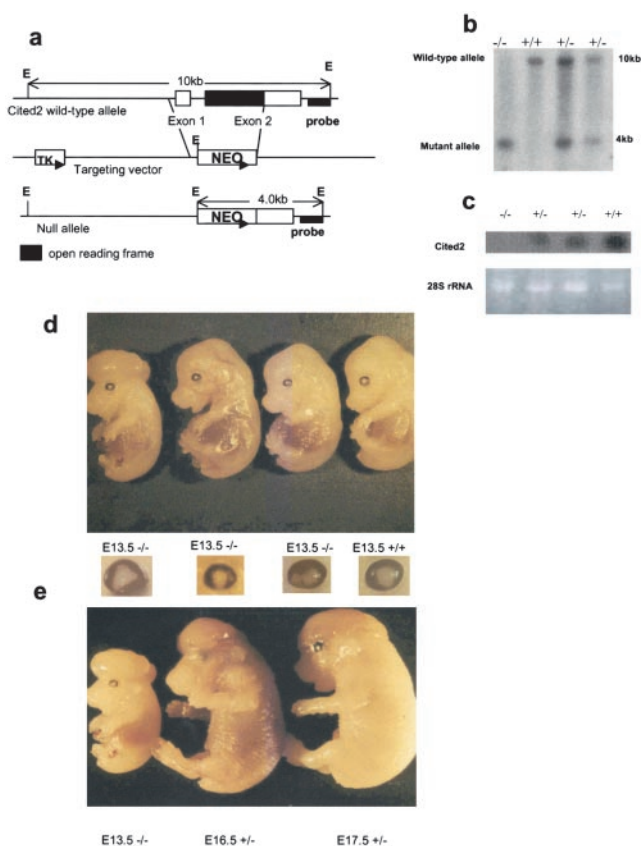 a
E
10kb
E
Cited2 wild-type allele
Exon 1
E
Exon 2
probe
TK
Targeting vector
NEO
E
E
4.0kb
E
Null allele
NEO
probe
open reading frame
b
-/- +/+ +/- +/-
Wild-type allele
10kb
Mutant allele
4kb
c
-/- +/- +/- +/+
Cited2
28S rRNA
d
E13.5 -/- E13.5 -/- E13.5 -/- E13.5 +/+
e
E13.5 -/- E16.5 +/- E17.5 +/-